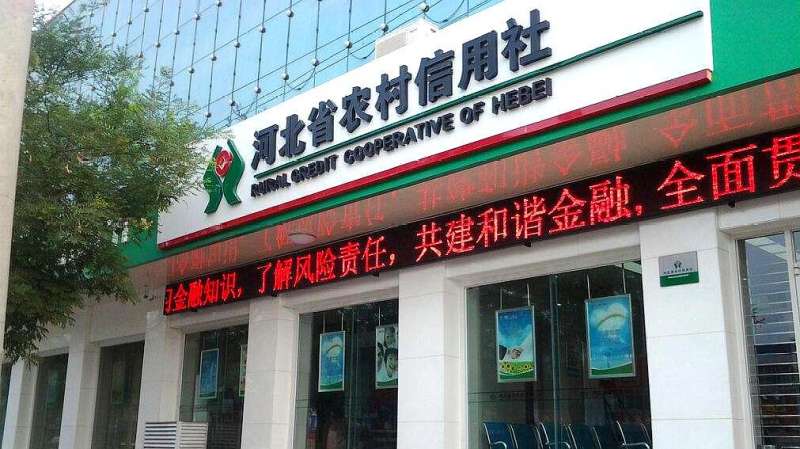 河北省农村信用社
RURAL CREDIT COOPERATIVE OF HEBEI
习金融知识，了解风险责任，共建和谐金融，全面贯